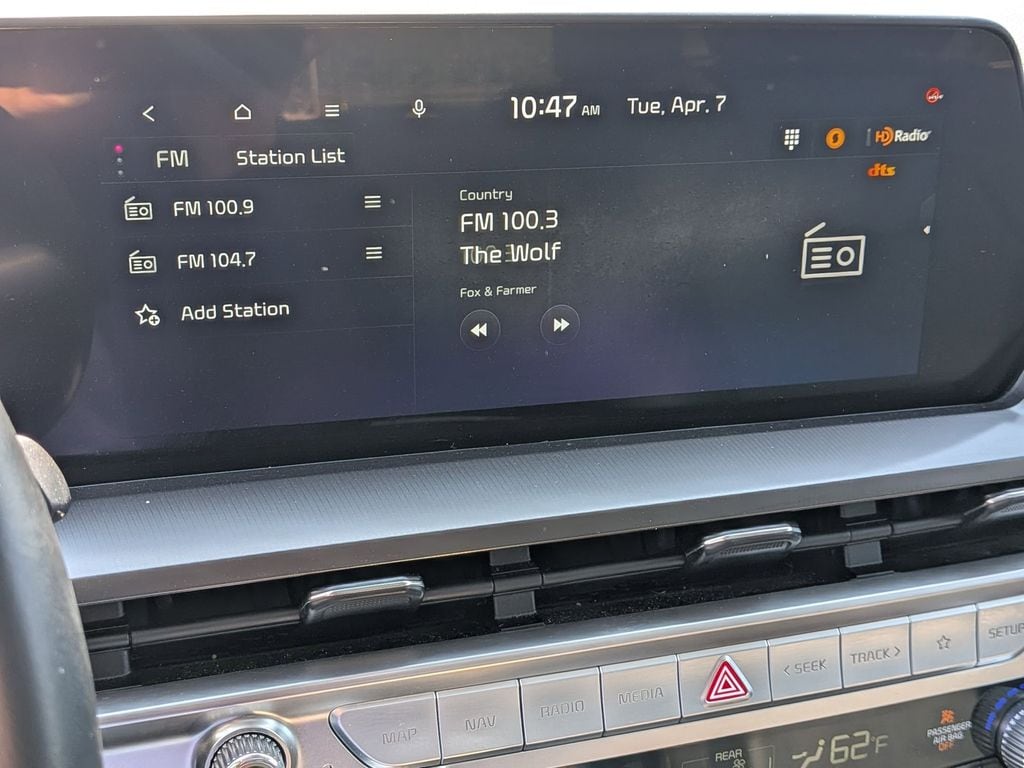 10:47 AM Tue, Apr. 7
FM Station List
HD Radio
dts
FM 100.9
FM 104.7
Add Station
Country
FM 100.3
The Wolf
Fox & Farmer
MAP
NAV
RADIO
MEDIA
< SEEK
TRACK >
SETUP
REAR
62°F
PASSENGER
AIR BAG
OFF